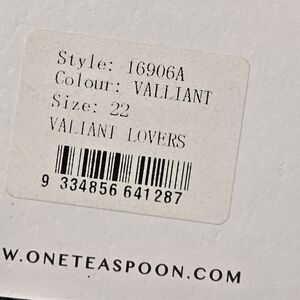 Style: 16906A
Colour: VALLIANT
Size: 22
VALIANT LOVERS
9 334856 641287
W.ONETEASPOON.COM